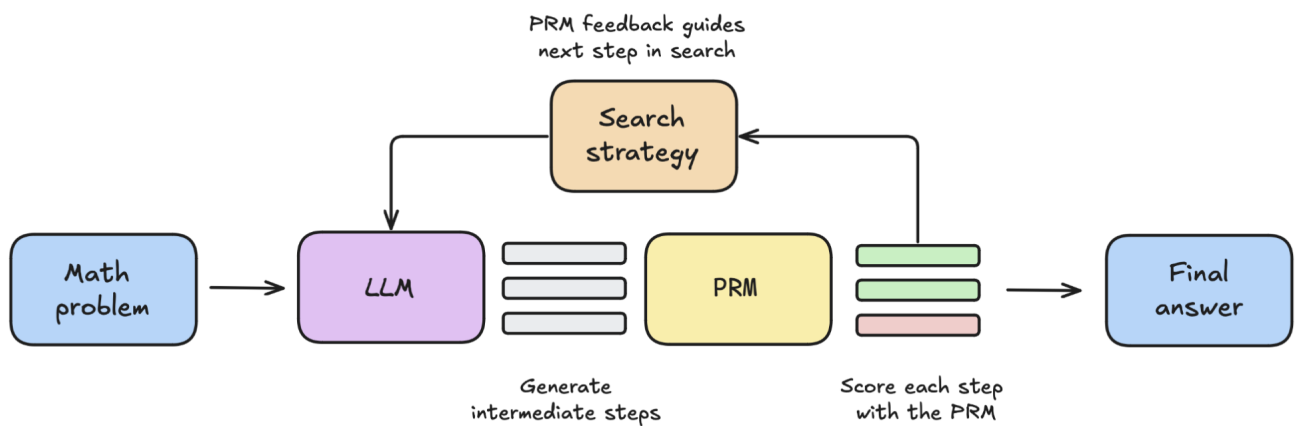 PRM feedback guides
next step in search
Search
strategy
Math
problem
LLM
PRM
Final
answer
Generate
intermediate steps
Score each step
with the PRM